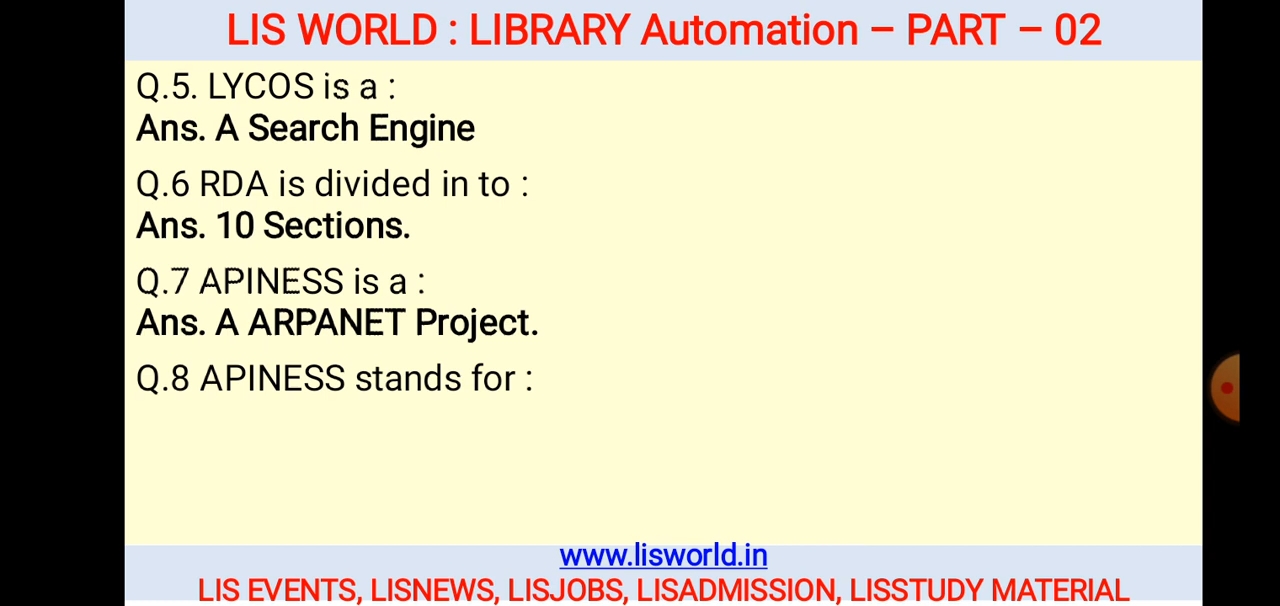 LIS WORLD : LIBRARY Automation – PART – 02
Q.5. LYCOS is a :
Ans. A Search Engine
Q.6 RDA is divided in to :
Ans. 10 Sections.
Q.7 APINESS is a :
Ans. A ARPANET Project.
Q.8 APINESS stands for :
www.lisworld.in
LIS EVENTS, LISNEWS, LISJOBS, LISADMISSION, LISSTUDY MATERIAL